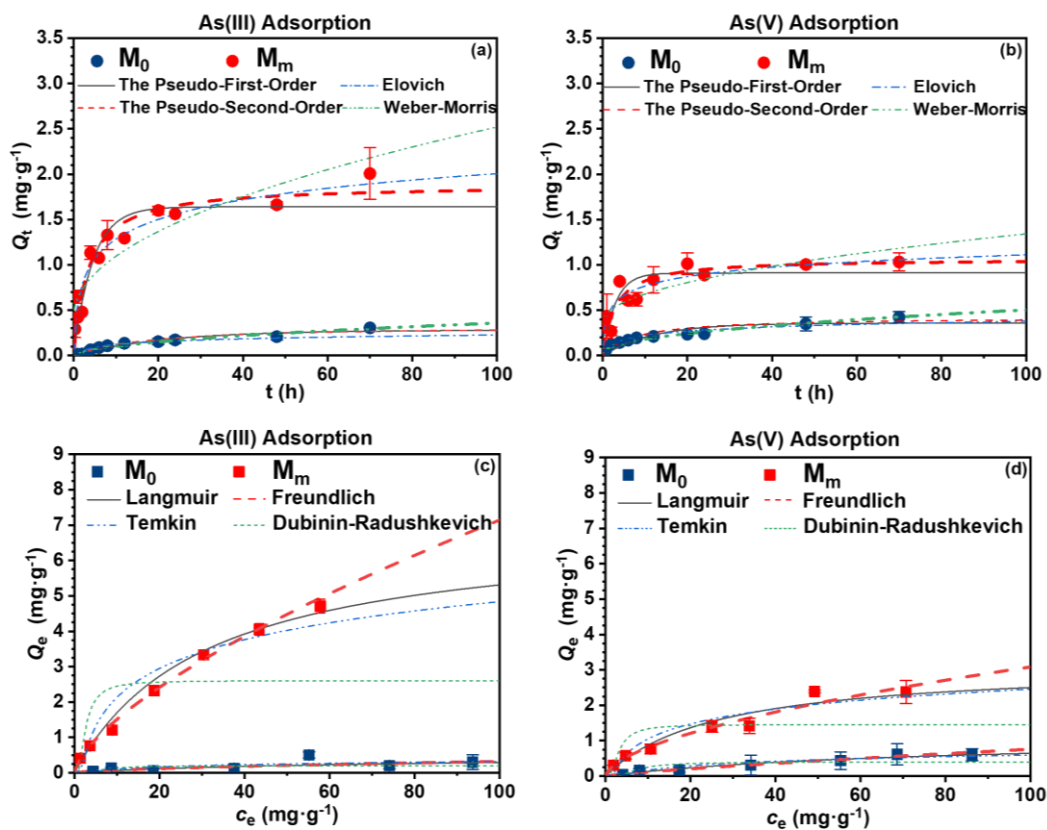 As(III) Adsorption
(a)
M0 Mm
The Pseudo-First-Order Elovich
The Pseudo-Second-Order Weber-Morris
3.5
3.0
2.5
2.0
1.5
1.0
0.5
0.0
Qt (mg·g-1)
0 20 40 60 80 100
t (h)
As(V) Adsorption
(b)
M0 Mm
The Pseudo-First-Order Elovich
The Pseudo-Second-Order Weber-Morris
3.5
3.0
2.5
2.0
1.5
1.0
0.5
0.0
Qt (mg·g-1)
0 20 40 60 80 100
t (h)
As(III) Adsorption
(c)
M0 Mm
Langmuir Freundlich
Temkin Dubinin-Radushkevich
9
8
7
6
5
4
3
2
1
0
Qe (mg·g-1)
0 20 40 60 80 100
ce (mg·g-1)
As(V) Adsorption
(d)
M0 Mm
Langmuir Freundlich
Temkin Dubinin-Radushkevich
9
8
7
6
5
4
3
2
1
0
Qe (mg·g-1)
0 20 40 60 80 100
ce (mg·g-1)